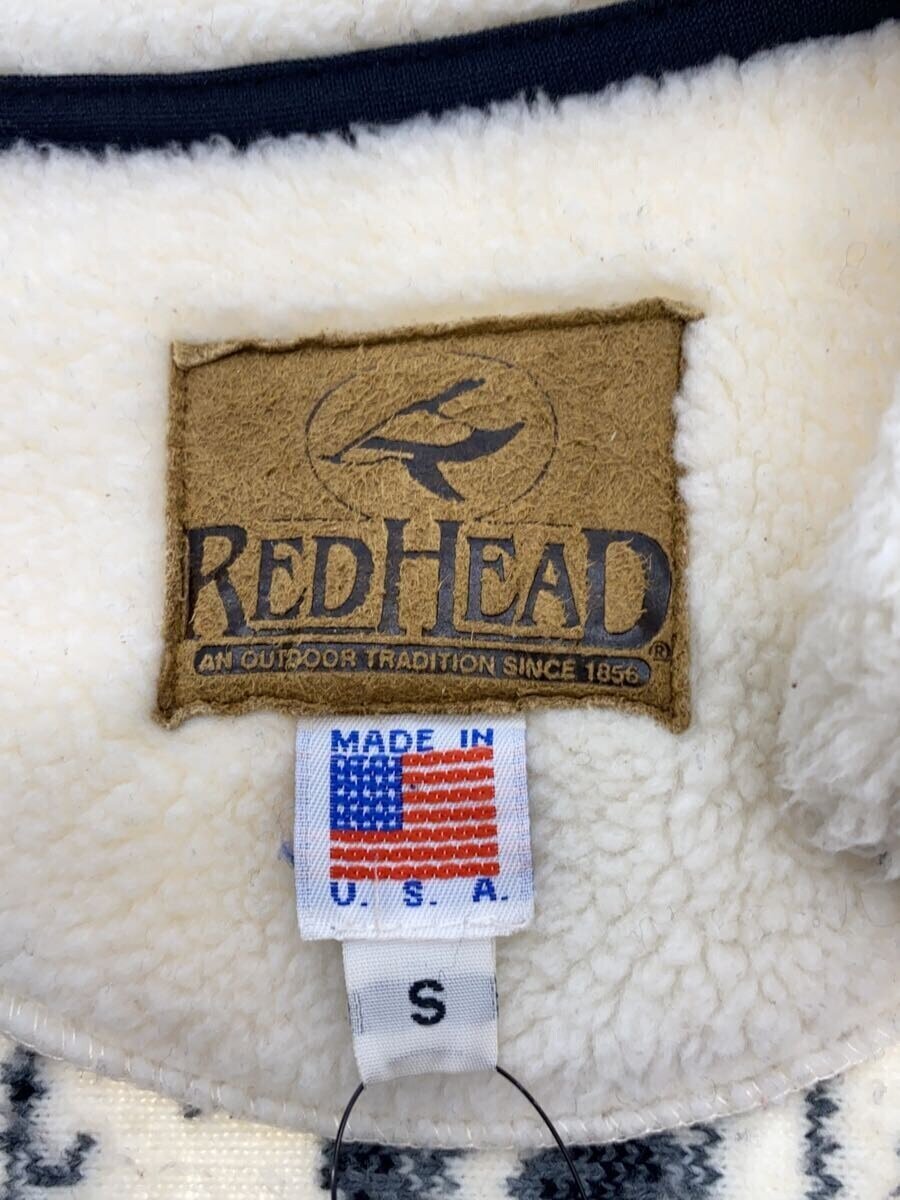 REDHEAD®
AN OUTDOOR TRADITION SINCE 1856
MADE IN
U. S. A.
S